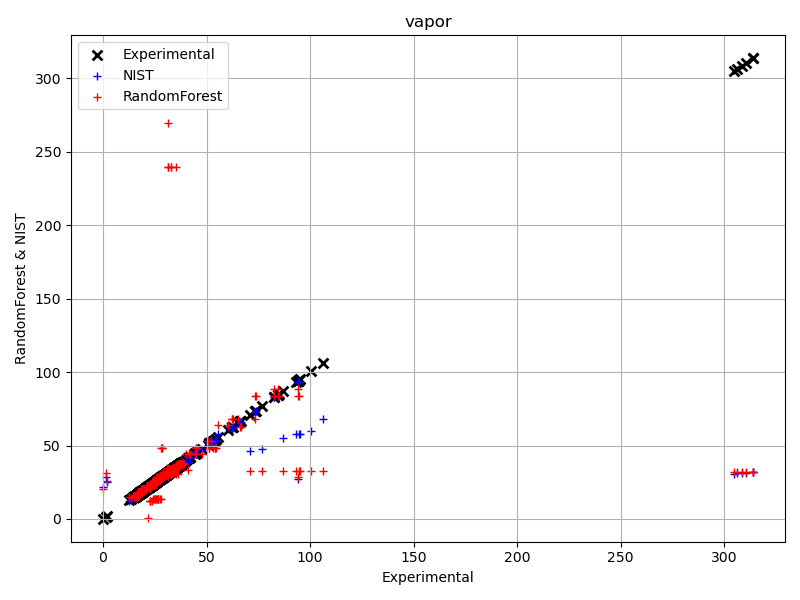 vapor
Experimental
NIST
RandomForest
RandomForest & NIST
300
250
200
150
100
50
0
0 50 100 150 200 250 300
Experimental